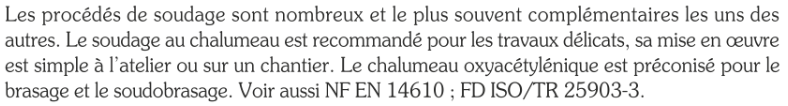 Les procédés de soudage sont nombreux et le plus souvent complémentaires les uns des
autres. Le soudage au chalumeau est recommandé pour les travaux délicats, sa mise en œuvre
est simple à l'atelier ou sur un chantier. Le chalumeau oxyacétylénique est préconisé pour le
brasage et le soudobrasage. Voir aussi NF EN 14610 ; FD ISO/TR 25903-3.